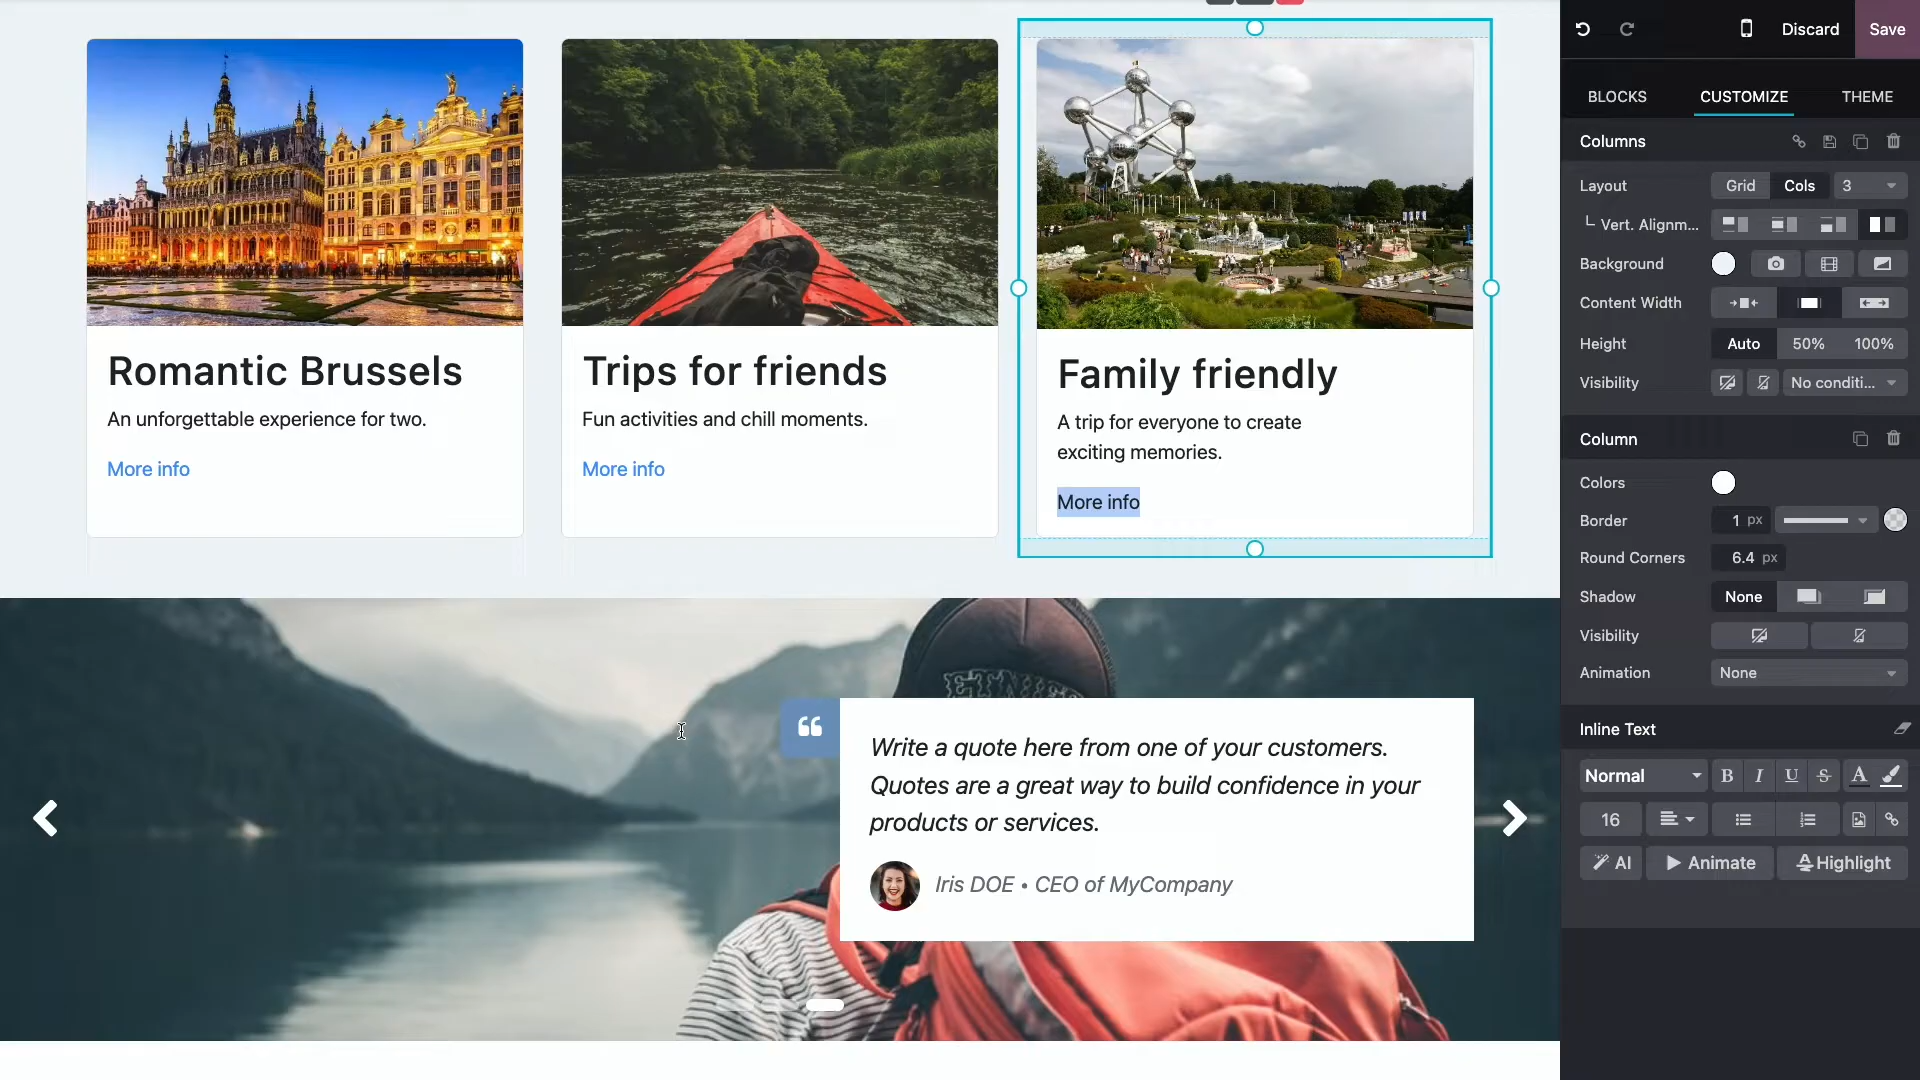 Discard
Save
BLOCKS
CUSTOMIZE
THEME
Columns
Layout
Grid
Cols
3
└ Vert. Alignm...
Background
Content Width
Height
Auto
50%
100%
Visibility
No conditi...
Column
Colors
Border
1 px
Round Corners
6.4 px
Shadow
None
Visibility
Animation
None
Inline Text
Normal
B I U S A
16
AI
Animate
Highlight
Romantic Brussels
An unforgettable experience for two.
More info
Trips for friends
Fun activities and chill moments.
More info
Family friendly
A trip for everyone to create
exciting memories.
More info
ETNIES
Write a quote here from one of your customers.
Quotes are a great way to build confidence in your
products or services.
Iris DOE • CEO of MyCompany